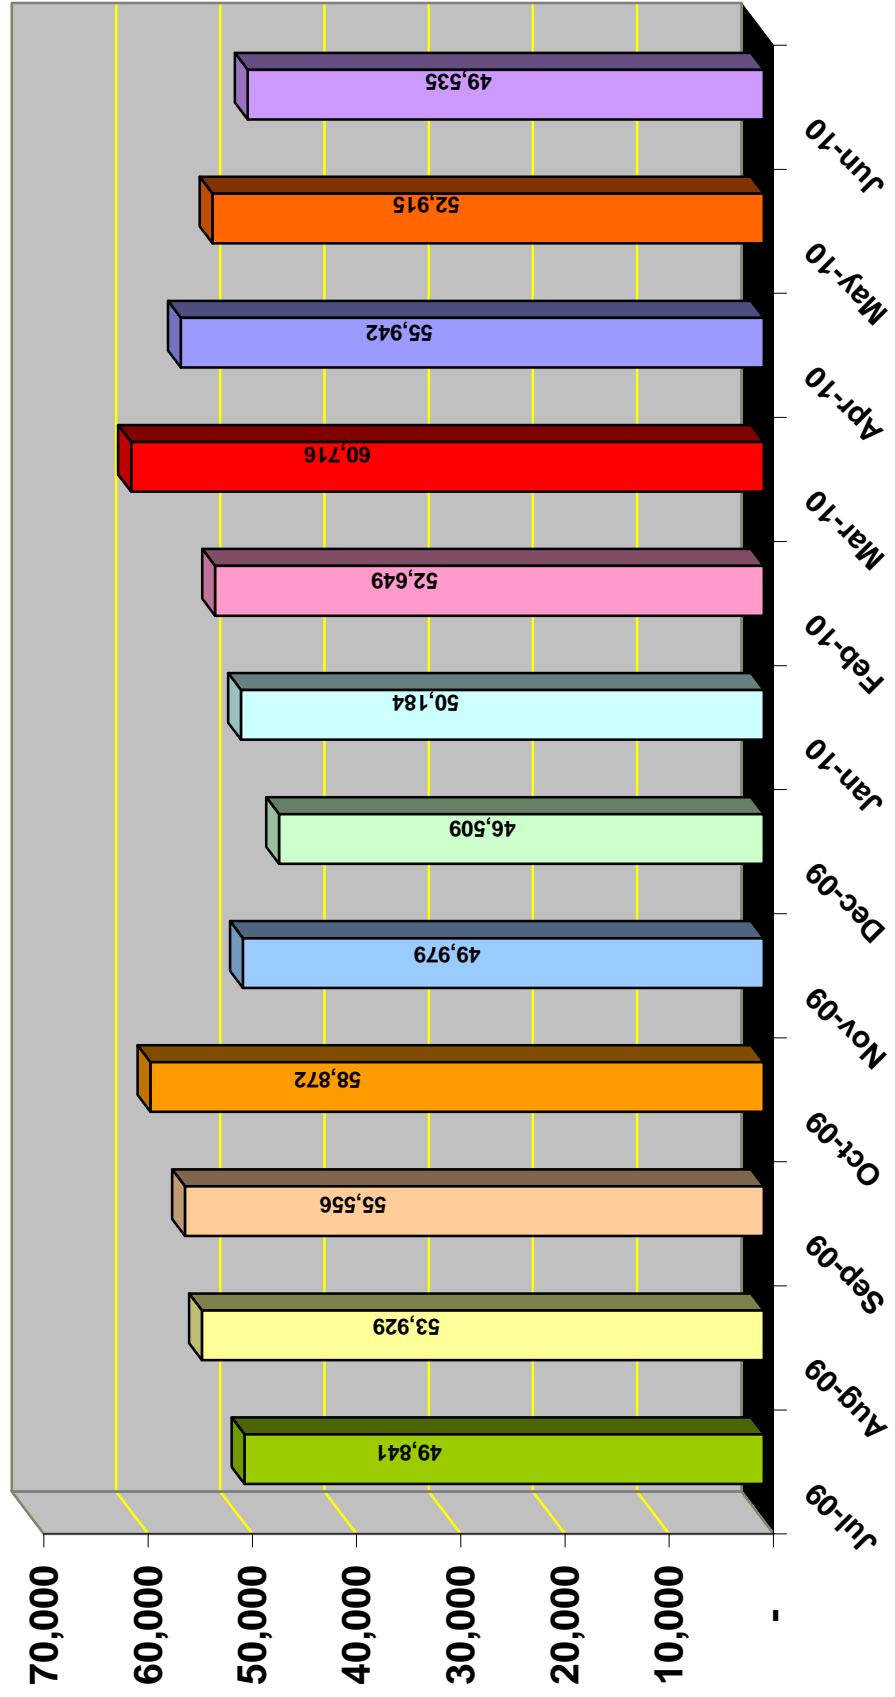 70,000
60,000
50,000
40,000
30,000
20,000
10,000
-
49,841
53,929
55,556
58,872
49,979
46,509
50,184
52,649
60,716
55,942
52,915
49,535
Jul-09
Aug-09
Sep-09
Oct-09
Nov-09
Dec-09
Jan-10
Feb-10
Mar-10
Apr-10
May-10
Jun-10